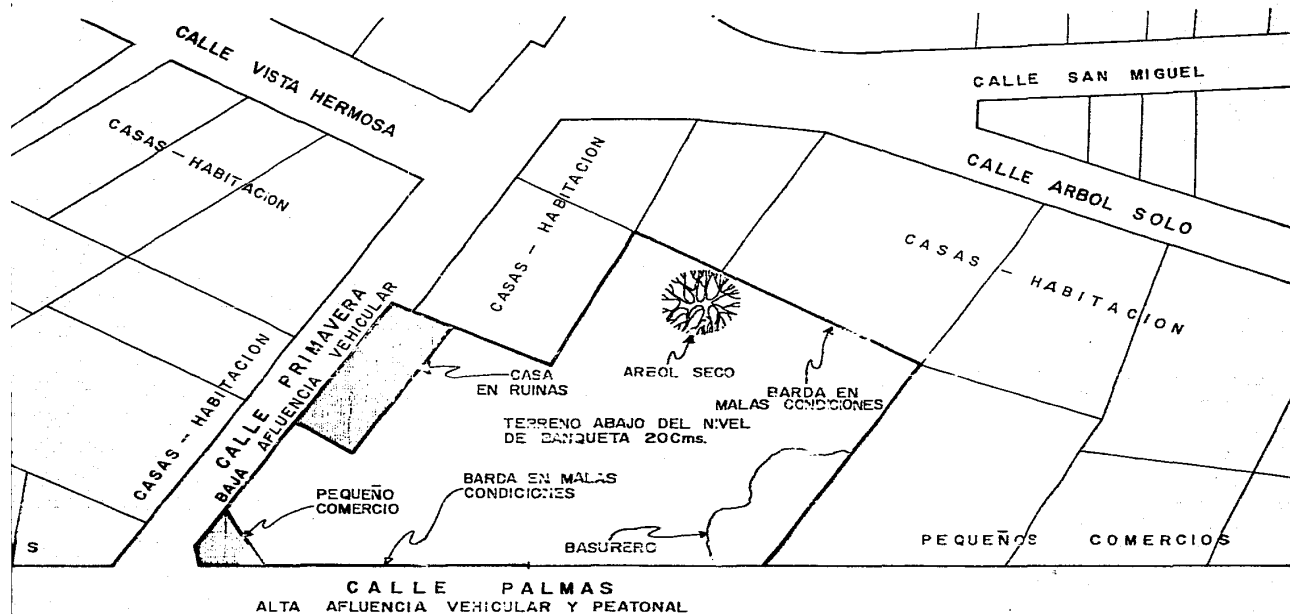 CALLE VISTA HERMOSA
CALLE SAN MIGUEL
CASAS - HABITACION
CASAS - HABITACION
CALLE ARBOL SOLO
CASAS - HABITACION
CASAS - HABITACION
CALLE PRIMAVERA
BAJA AFLUENCIA VEHICULAR
CASA
EN RUINAS
ARBOL SECO
BARDA EN
MALAS CONDICIONES
TERRENO ABAJO DEL NIVEL
DE BANQUETA 20Cms.
BARDA EN MALAS
CONDICIONES
PEQUEÑO
COMERCIO
BASURERO
S
PEQUEÑOS COMERCIOS
CALLE PALMAS
ALTA AFLUENCIA VEHICULAR Y PEATONAL